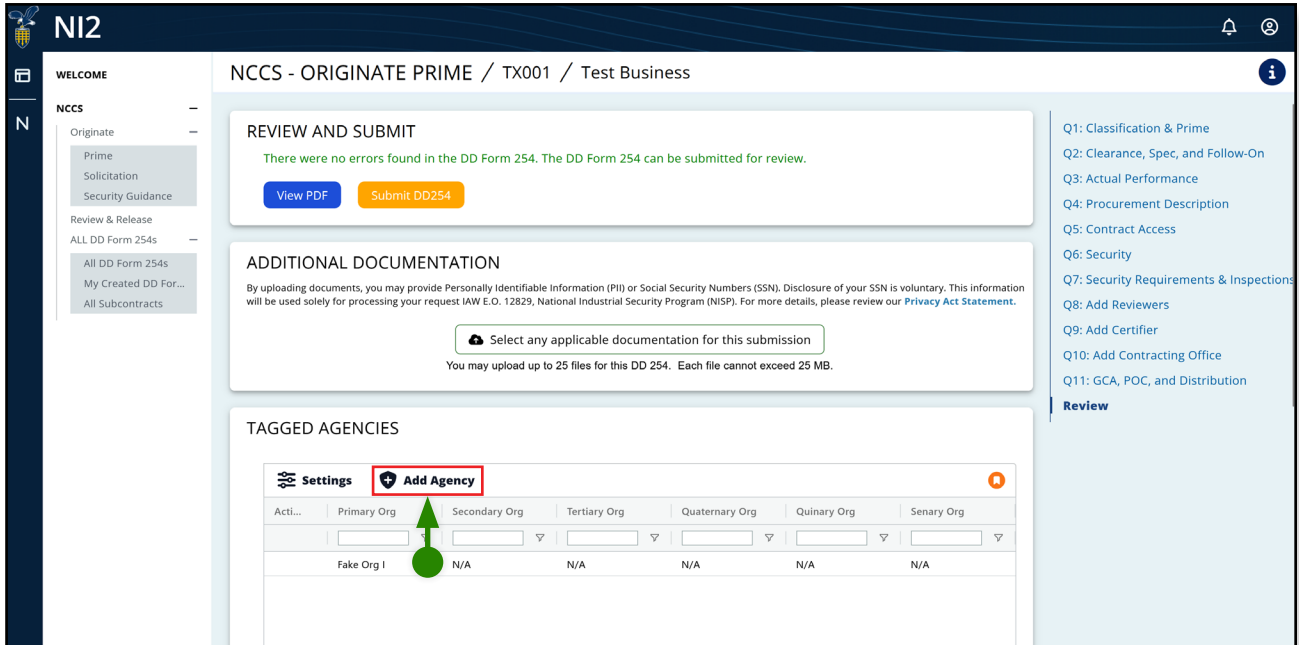 NI2
WELCOME
NCCS
Originate
Prime
Solicitation
Security Guidance
Review & Release
ALL DD Form 254s
All DD Form 254s
My Created DD For...
All Subcontracts
N
NCCS - ORIGINATE PRIME / TX001 / Test Business
REVIEW AND SUBMIT
There were no errors found in the DD Form 254. The DD Form 254 can be submitted for review.
View PDF Submit DD254
ADDITIONAL DOCUMENTATION
By uploading documents, you may provide Personally Identifiable Information (PII) or Social Security Numbers (SSN). Disclosure of your SSN is voluntary. This information
will be used solely for processing your request IAW E.O. 12829, National Industrial Security Program (NISP). For more details, please review our Privacy Act Statement.
Select any applicable documentation for this submission
You may upload up to 25 files for this DD 254. Each file cannot exceed 25 MB.
TAGGED AGENCIES
Settings Add Agency
Acti... Primary Org Secondary Org Tertiary Org Quaternary Org Quinary Org Senary Org
Fake Org I N/A N/A N/A N/A N/A
Q1: Classification & Prime
Q2: Clearance, Spec, and Follow-On
Q3: Actual Performance
Q4: Procurement Description
Q5: Contract Access
Q6: Security
Q7: Security Requirements & Inspections
Q8: Add Reviewers
Q9: Add Certifier
Q10: Add Contracting Office
Q11: GCA, POC, and Distribution
Review